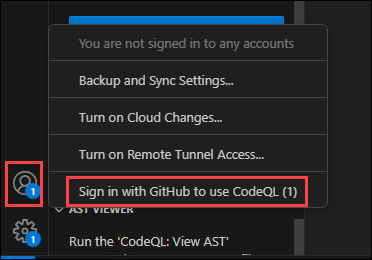 You are not signed in to any accounts
Backup and Sync Settings...
Turn on Cloud Changes...
Turn on Remote Tunnel Access...
1
Sign in with GitHub to use CodeQL (1)
AST VIEWER
1
Run the 'CodeQL: View AST'